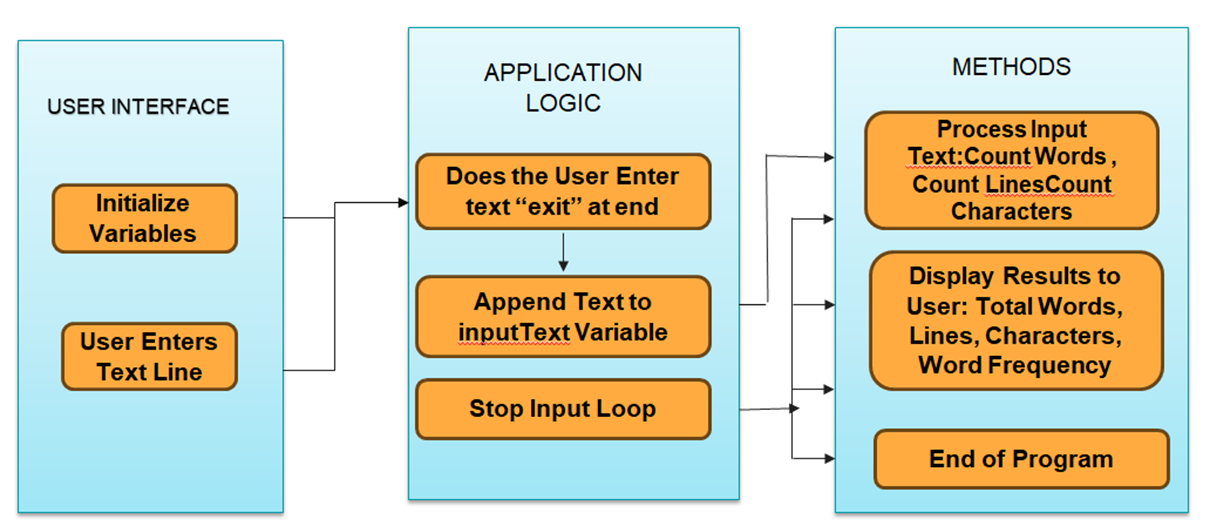 USER INTERFACE
Initialize
Variables
User Enters
Text Line
APPLICATION
LOGIC
Does the User Enter
text “exit” at end
Append Text to
inputText Variable
Stop Input Loop
METHODS
Process Input
Text:Count Words ,
Count LinesCount
Characters
Display Results to
User: Total Words,
Lines, Characters,
Word Frequency
End of Program